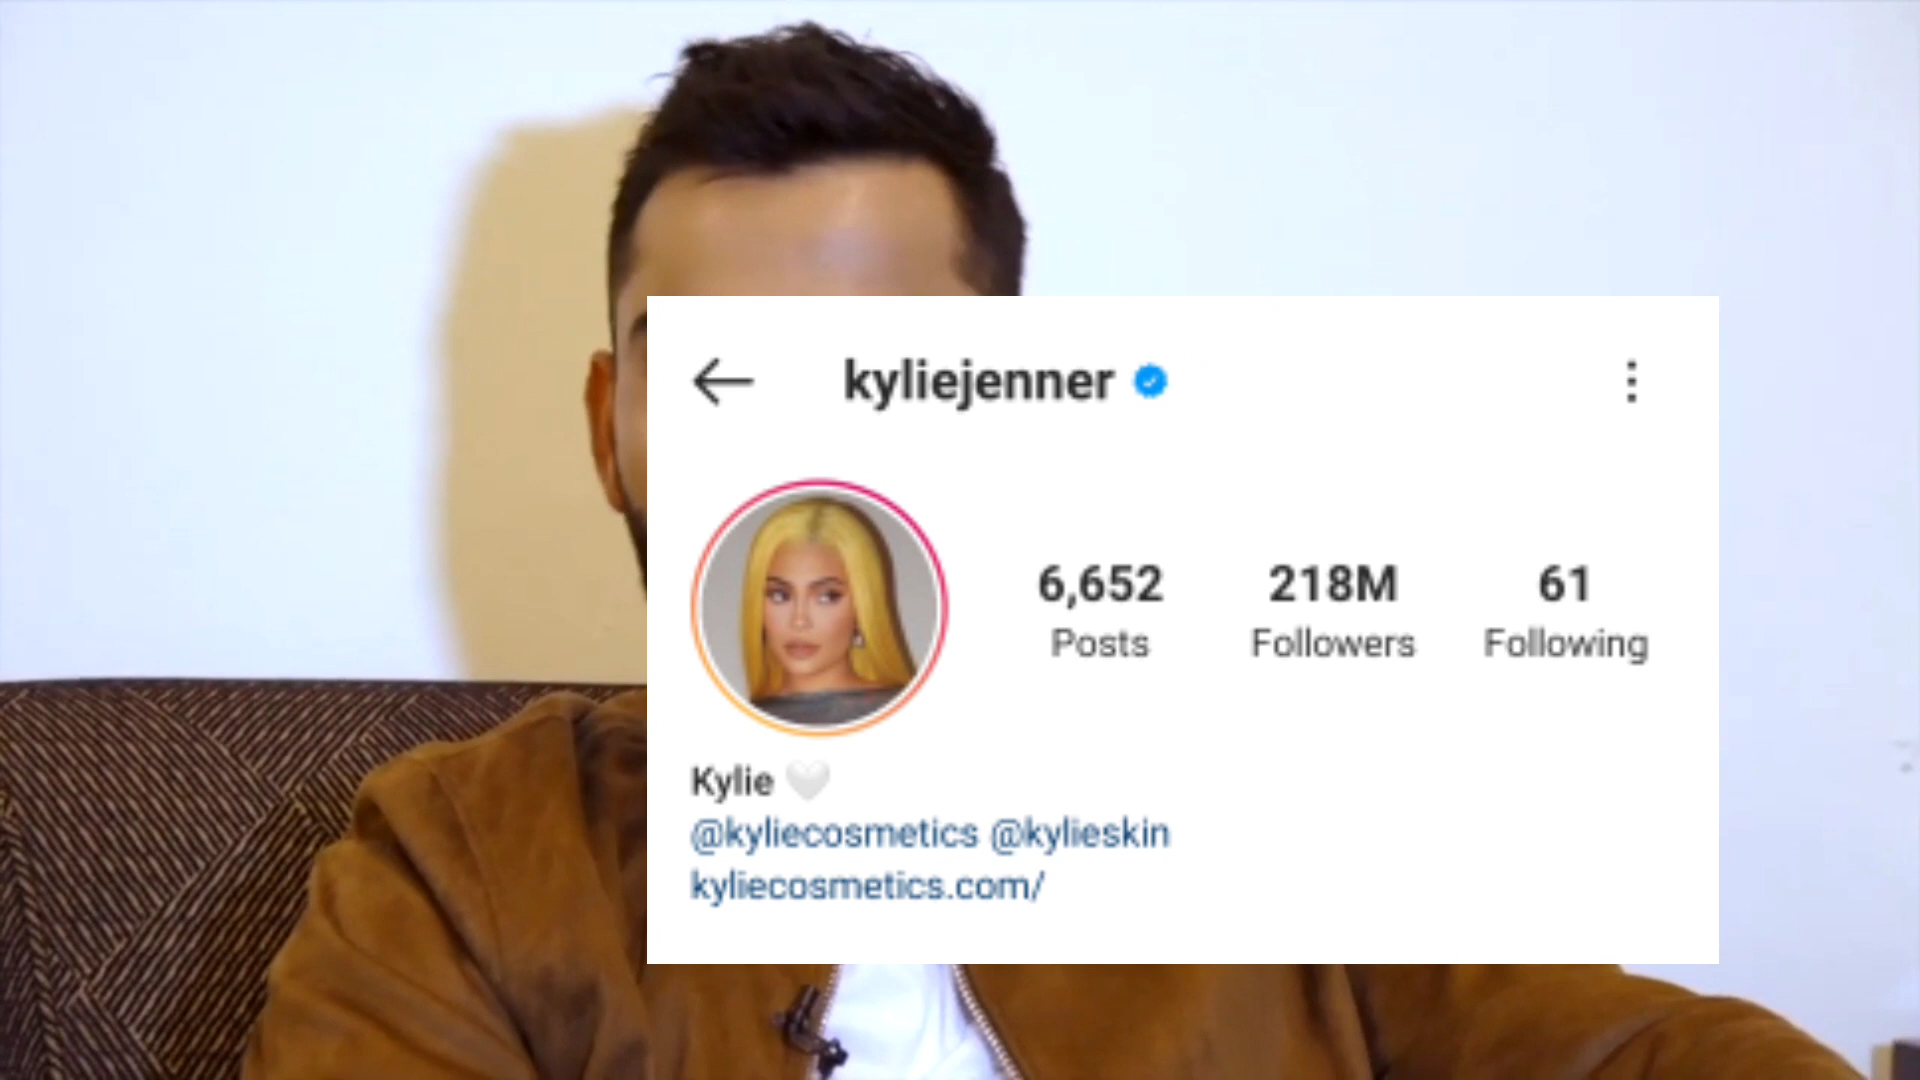 kyliejenner
6,652 218M 61
Posts Followers Following
Kylie 🤍
@kyliecosmetics @kylieskin
kyliecosmetics.com/